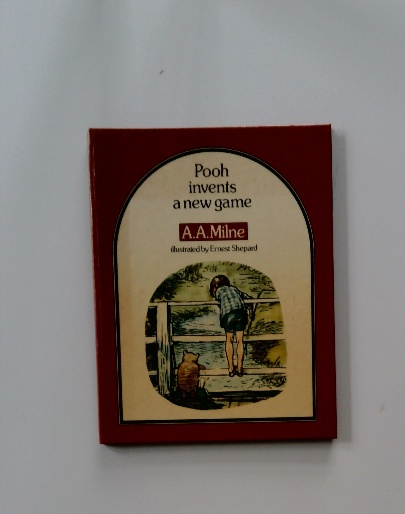 Pooh
invents
a new game
A.A.Milne
illustrated by Ernest Shepard